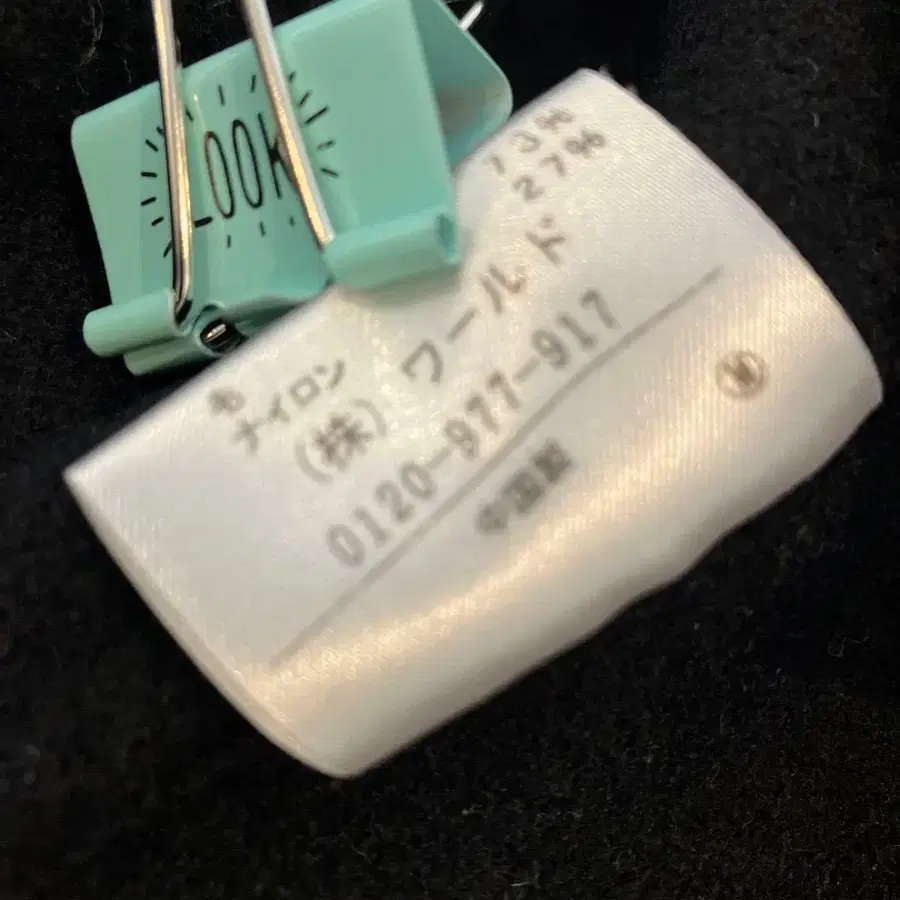 LOOK
毛 73%
ナイロン 27%
(株) ワールド
0120-977-917
中国製